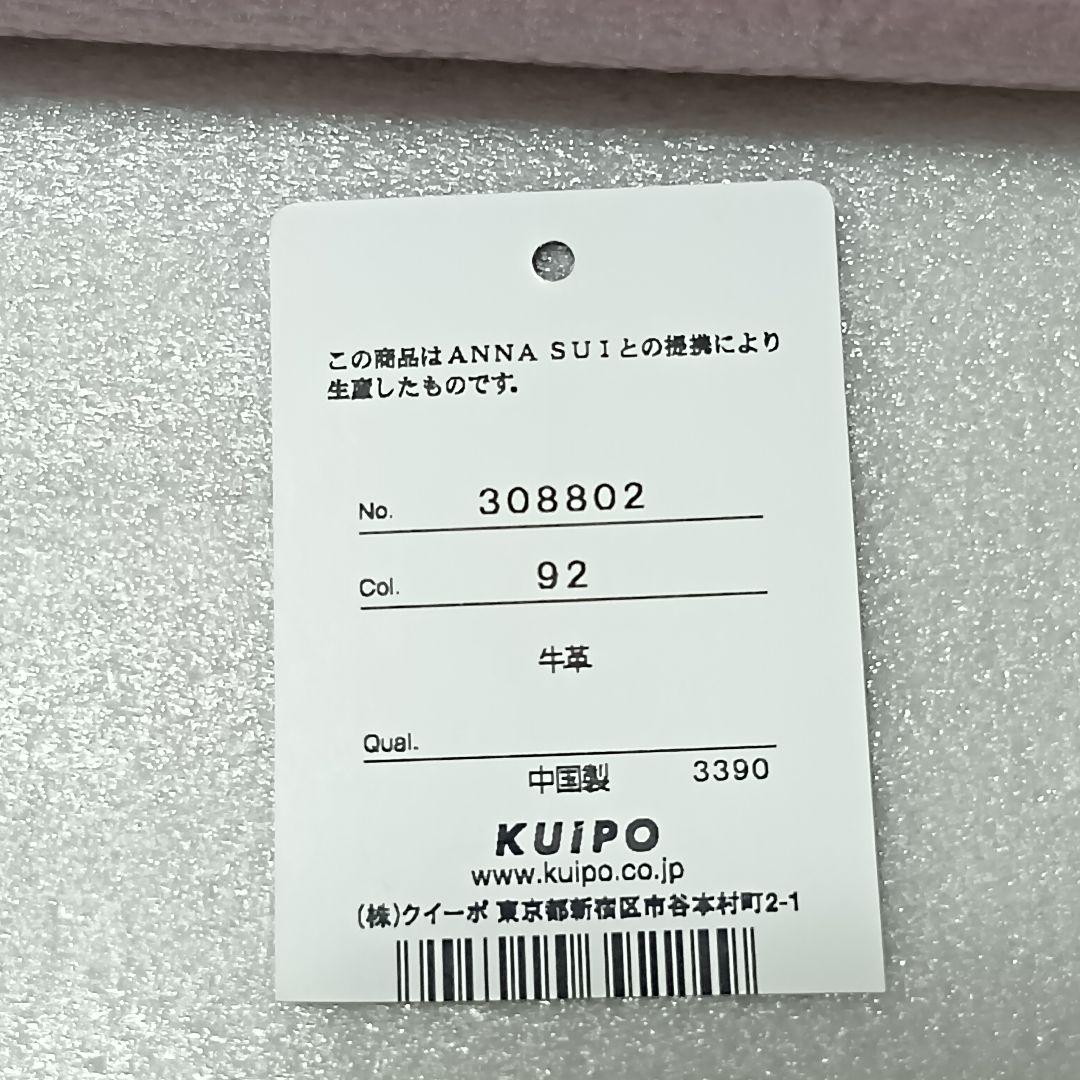 この商品はANNA SUIとの提携により
生産したものです。
No. 308802
Col. 92
牛革
Qual.
中国製 3390
KUiPO
www.kuipo.co.jp
(株)クイーポ 東京都新宿区市谷本村町2-1